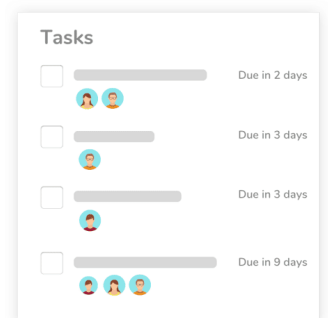 Tasks
Due in 2 days
Due in 3 days
Due in 3 days
Due in 9 days